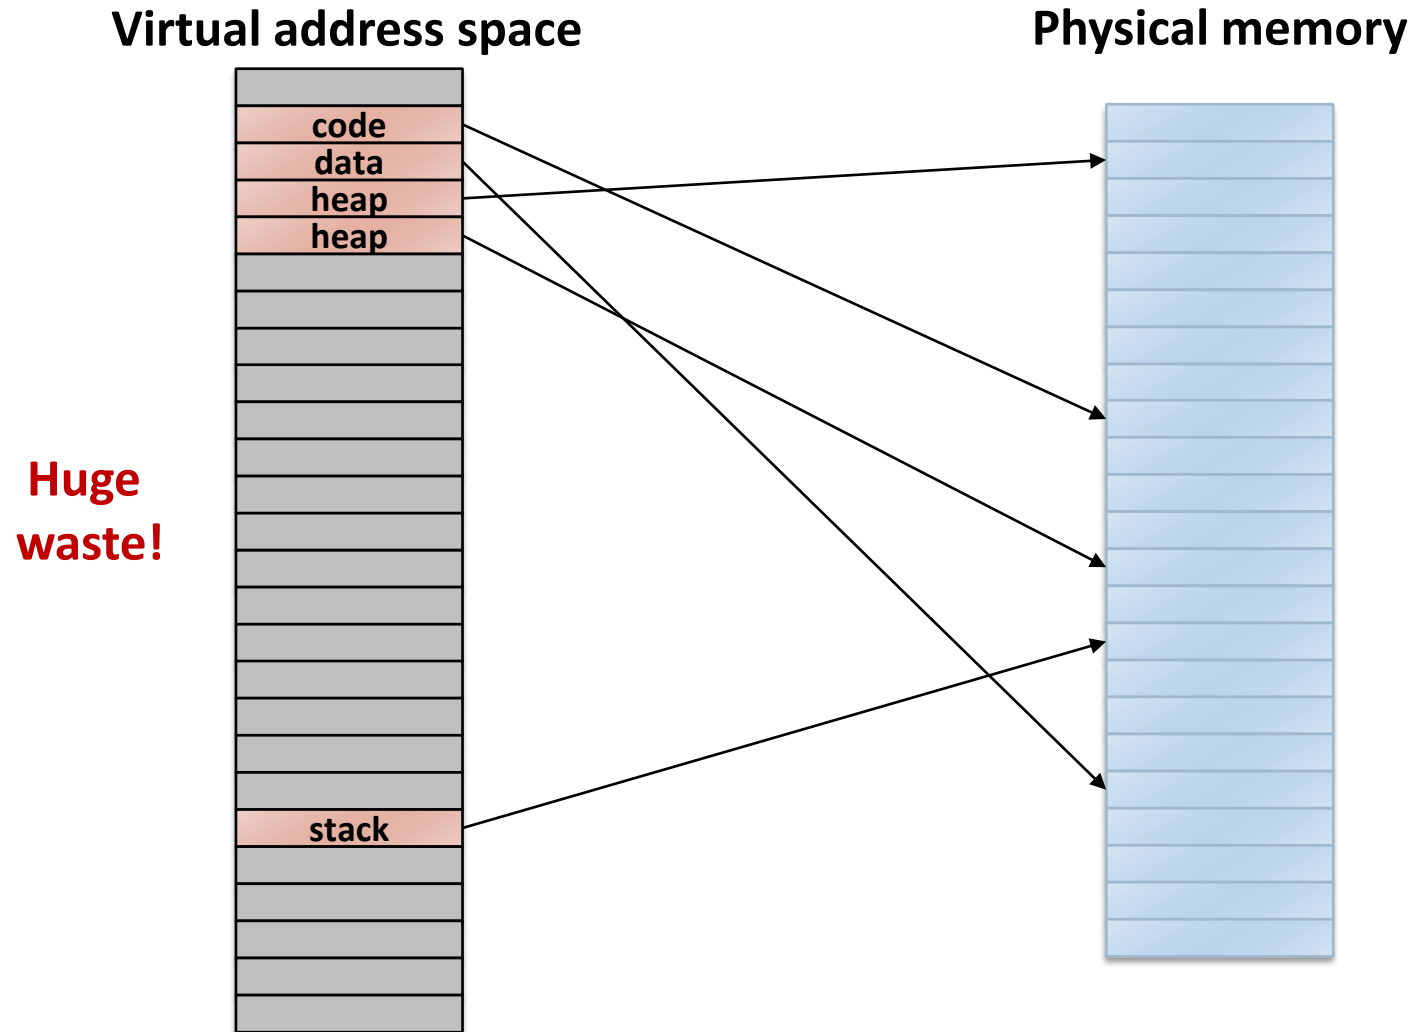 Virtual address space
Physical memory
code
data
heap
heap
Huge
waste!
stack